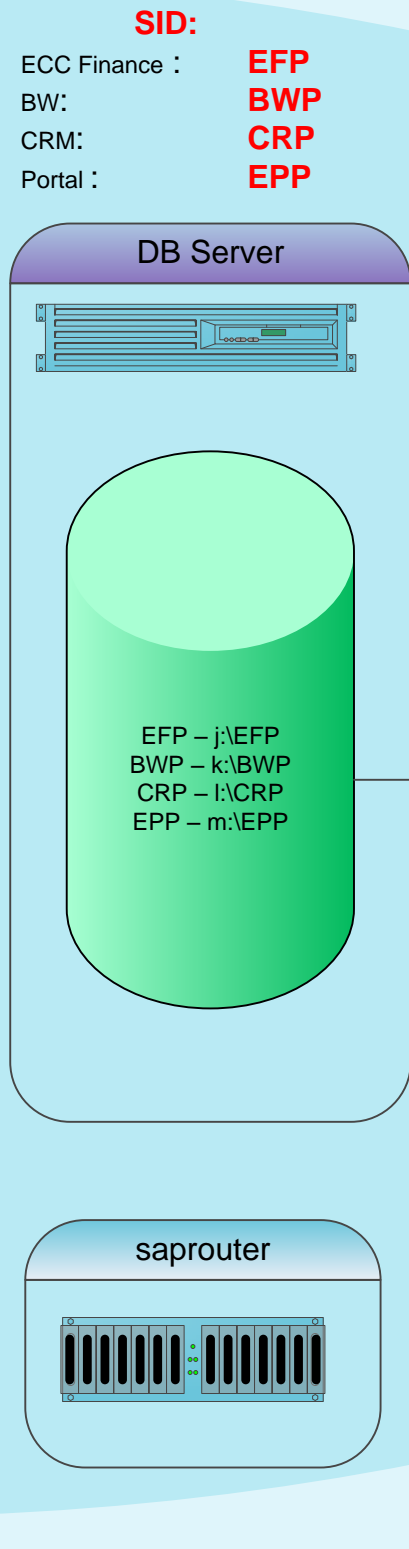 SID:
ECC Finance : EFP
BW: BWP
CRM: CRP
Portal : EPP
DB Server
EFP – j:\EFP
BWP – k:\BWP
CRP – l:\CRP
EPP – m:\EPP
saprouter